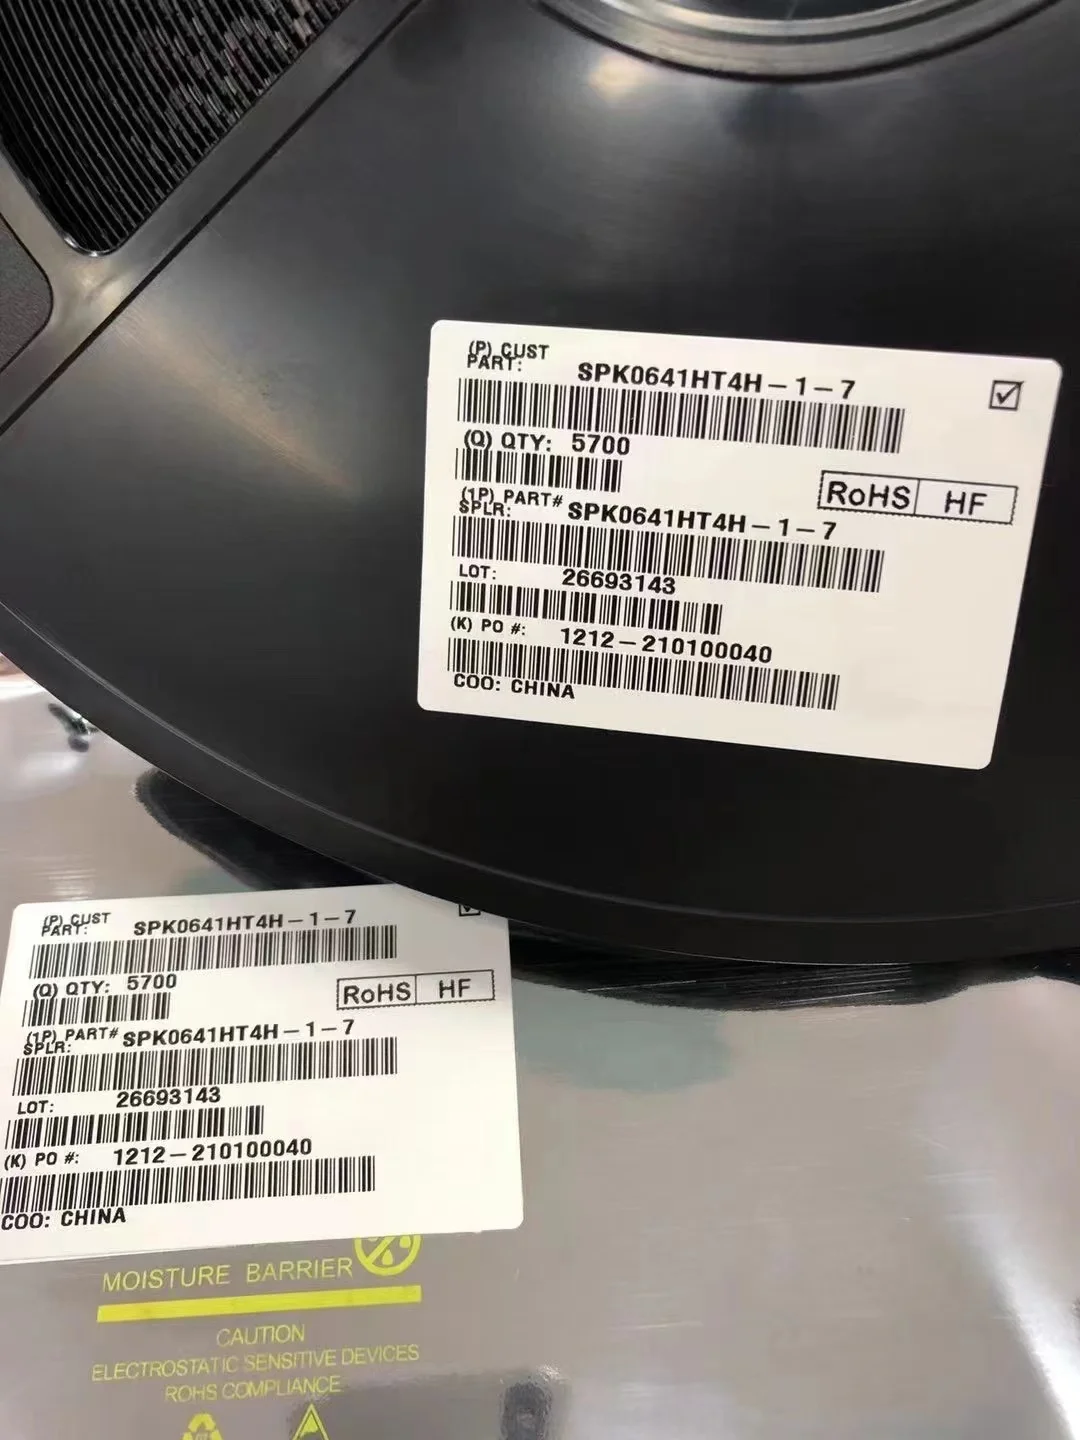 (P) CUST
PART: SPK0641HT4H-1-7
(Q) QTY: 5700
RoHS HF
(1P) PART#
SPLR: SPK0641HT4H-1-7
LOT: 26693143
(K) PO #: 1212-210100040
COO: CHINA
(P) CUST
PART: SPK0641HT4H-1-7
(Q) QTY: 5700
RoHS HF
(1P) PART#
SPLR: SPK0641HT4H-1-7
LOT: 26693143
(K) PO #: 1212-210100040
COO: CHINA
MOISTURE BARRIER
CAUTION
ELECTROSTATIC SENSITIVE DEVICES
ROHS COMPLIANCE